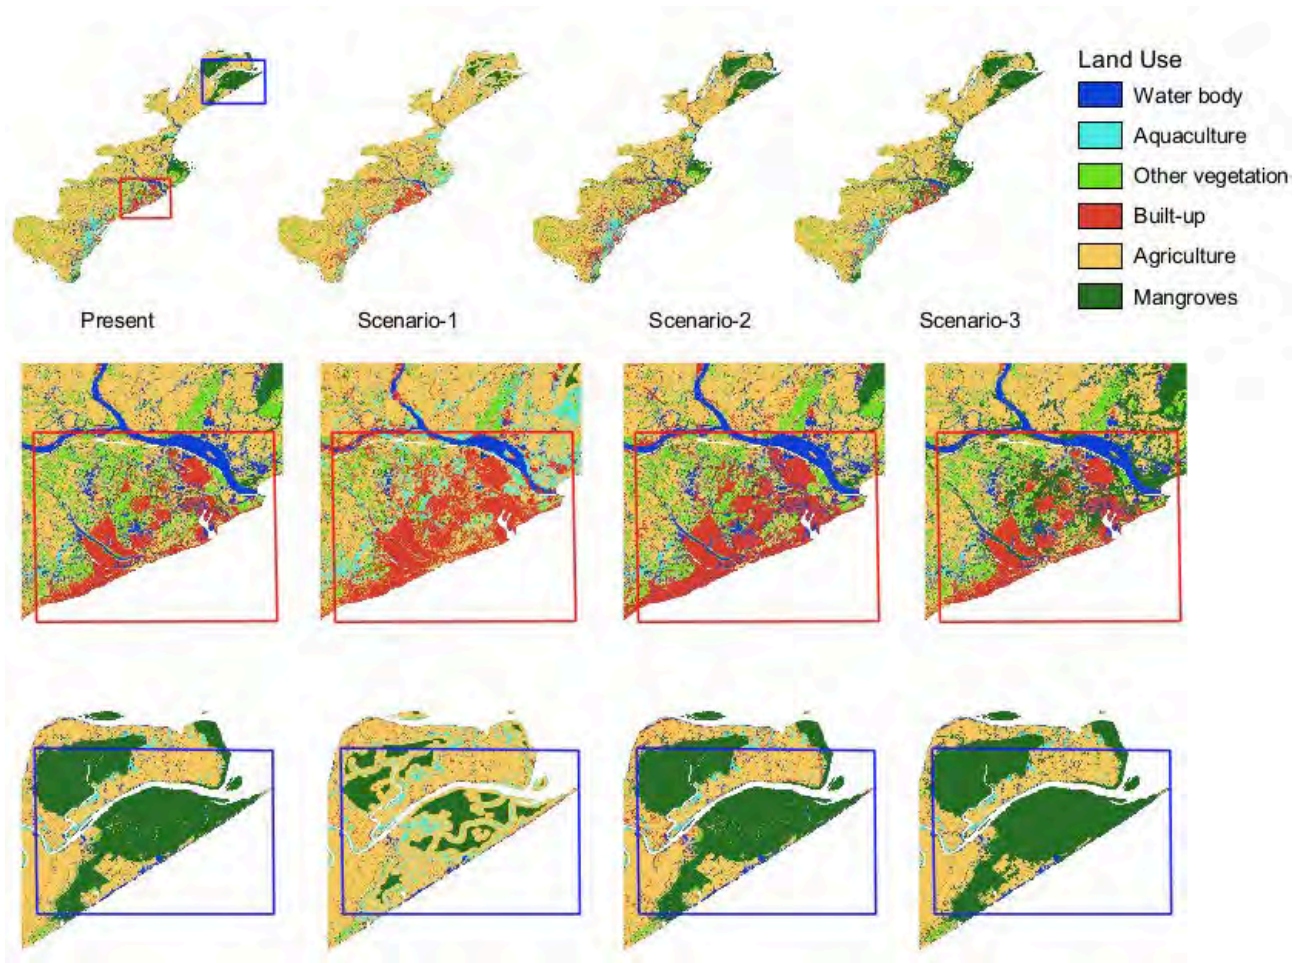 Land Use
Water body
Aquaculture
Other vegetation
Built-up
Agriculture
Mangroves
Present
Scenario-1
Scenario-2
Scenario-3